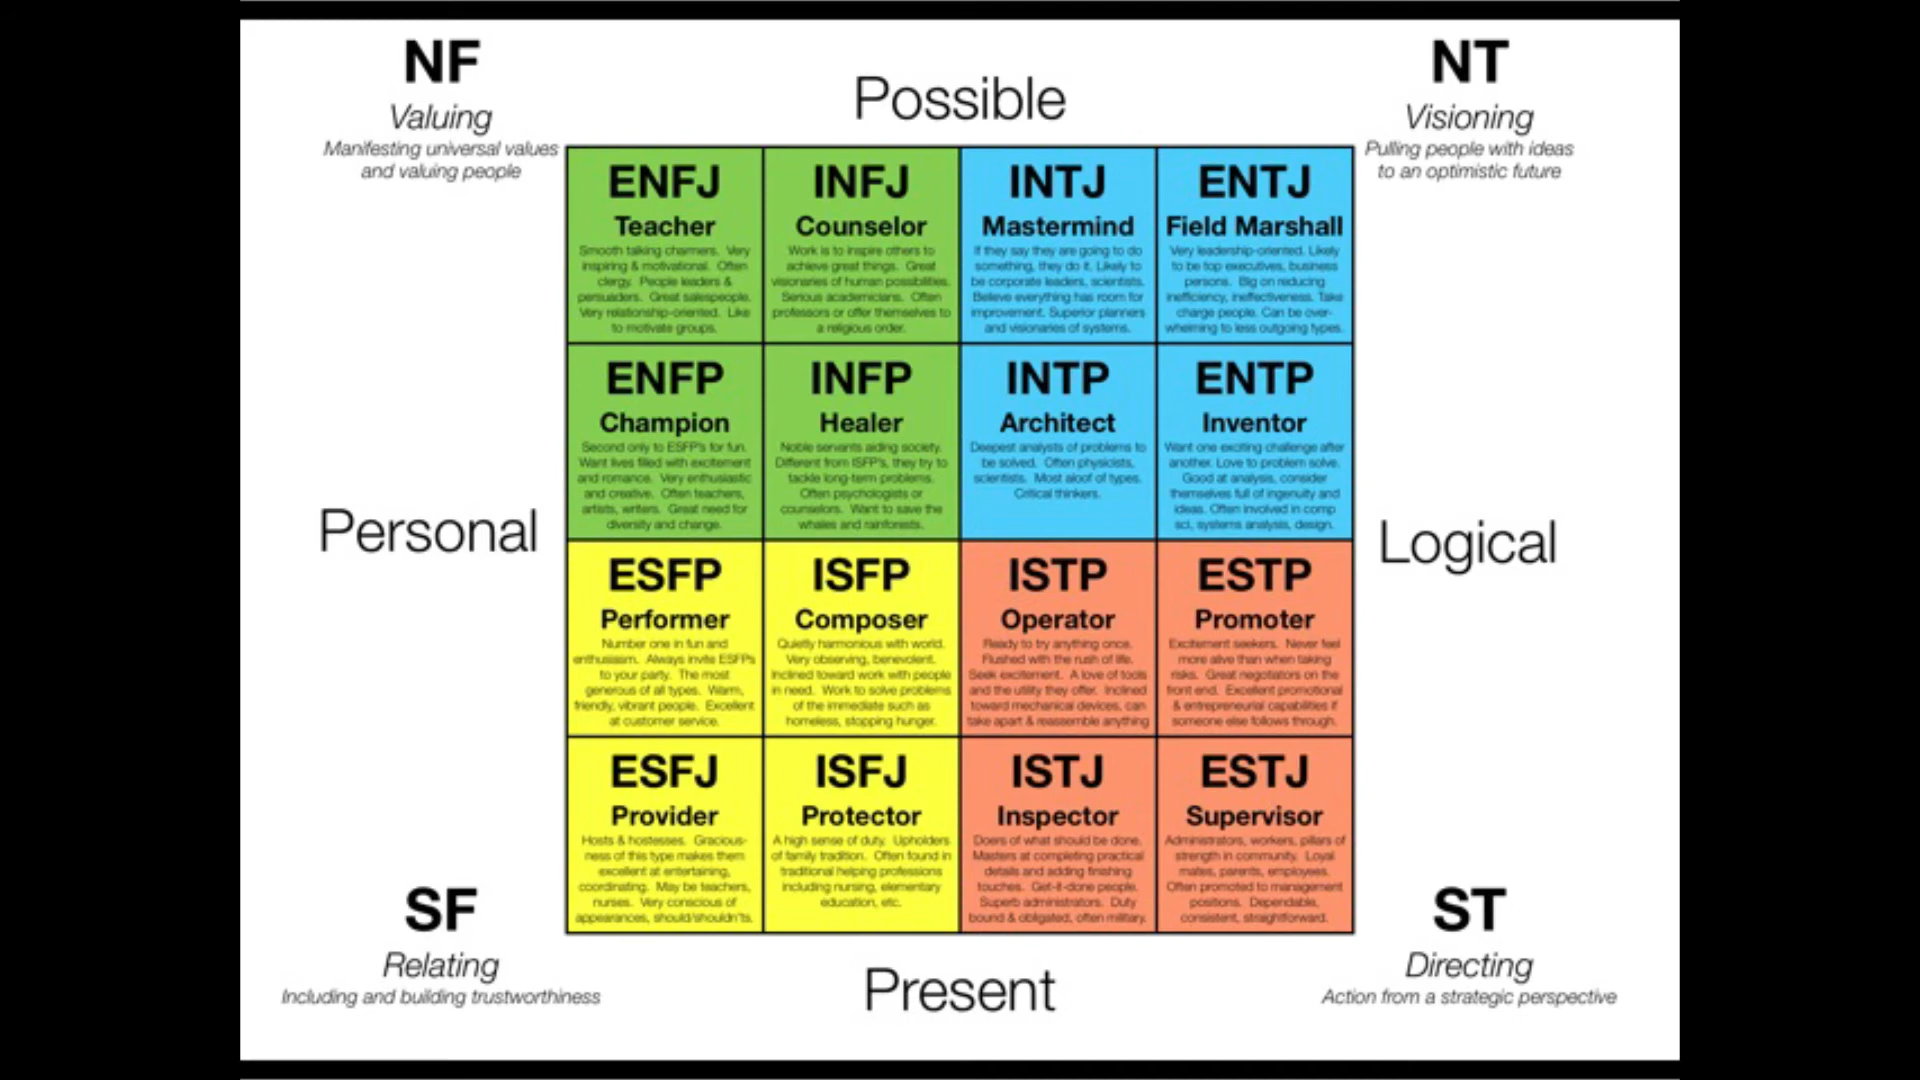 NF
Valuing
Manifesting universal values
and valuing people
Possible
NT
Visioning
Pulling people with ideas
to an optimistic future
ENFJ
Teacher
Smooth talking charmers. Very
inspiring & motivational. Often
clergy. People leaders &
persuaders. Great salespeople.
Very relationship-oriented. Like
to motivate groups.
INFJ
Counselor
Work is to inspire others to
achieve great things. Great
visionaries of human possibilities.
Serious academicians. Often
professors or offer themselves to
a religious order.
INTJ
Mastermind
If they say they are going to do
something, they do it. Likely to
be corporate leaders, scientists.
Believe everything has room for
improvement. Superior planners
and visionaries of systems.
ENTJ
Field Marshall
Very leadership-oriented. Likely
to be top executives, business
persons. Big on reducing
inefficiency, ineffectiveness. Take
charge people. Can be over-
whelming to less outgoing types.
ENFP
Champion
Second only to ESFP's for fun.
Want lives filled with excitement
and romance. Very enthusiastic
and creative. Often teachers,
artists, writers. Great need for
diversity and change.
INFP
Healer
Noble servants aiding society.
Different from ISFP's, they try to
tackle long-term problems.
Often psychologists or
counselors. Want to save the
whales and rainforests.
INTP
Architect
Deepest analysts of problems to
be solved. Often physicists,
scientists. Most aloof of types.
Critical thinkers.
ENTP
Inventor
Want one exciting challenge after
another. Love to problem solve.
Good at analysis, consider
themselves full of ingenuity and
ideas. Often involved in comp
sci, systems analysis, design.
Personal
Logical
ESFP
Performer
Number one in fun and
enthusiasm. Always invite ESFPs
to your party. The most
generous of all types. Warm,
friendly, vibrant people. Excellent
at customer service.
ISFP
Composer
Quietly harmonious with world.
Very observing, benevolent.
Inclined toward work with people
in need. Work to solve problems
of the immediate such as
homeless, stopping hunger.
ISTP
Operator
Ready to try anything once.
Flushed with the rush of life.
Seek excitement. A love of tools
and the utility they offer. Inclined
toward mechanical devices, can
take apart & reassemble anything
ESTP
Promoter
Excitement seekers. Never feel
more alive than when taking
risks. Great negotiators on the
front end. Excellent promotional
& entrepreneurial capabilities if
someone else follows through.
ESFJ
Provider
Hosts & hostesses. Gracious-
ness of this type makes them
excellent at entertaining,
coordinating. May be teachers,
nurses. Very conscious of
appearances, should/shouldn'ts.
ISFJ
Protector
A high sense of duty. Upholders
of family tradition. Often found in
traditional helping professions
including nursing, elementary
education, etc.
ISTJ
Inspector
Doers of what should be done.
Masters at completing practical
details and adding finishing
touches. Get-it-done people.
Superb administrators. Duty
bound & obligated, often military.
ESTJ
Supervisor
Administrators, workers, pillars of
strength in community. Loyal
mates, parents, employees.
Often promoted to management
positions. Dependable,
consistent, straightforward.
SF
Relating
Including and building trustworthiness
Present
ST
Directing
Action from a strategic perspective